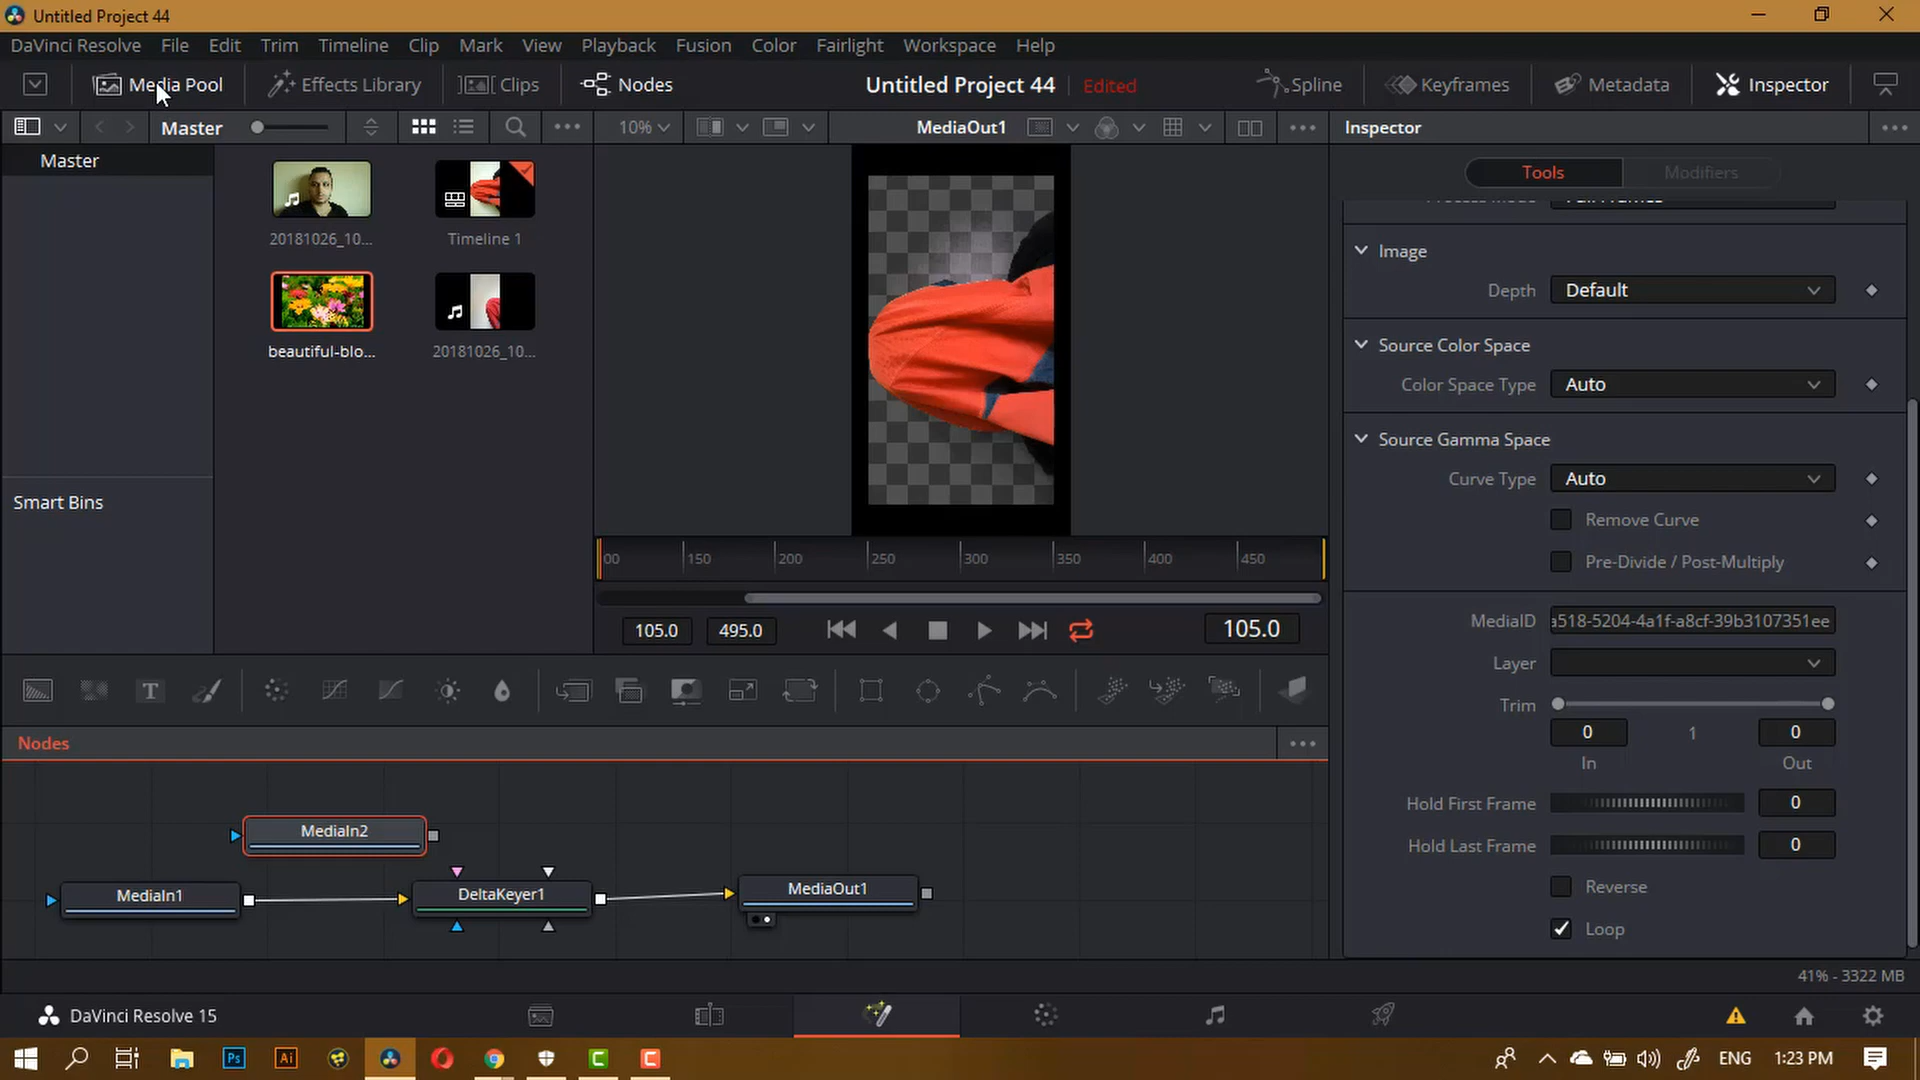 Untitled Project 44
DaVinci Resolve File Edit Trim Timeline Clip Mark View Playback Fusion Color Fairlight Workspace Help
Media Pool Effects Library Clips Nodes Untitled Project 44 Edited Spline Keyframes Metadata Inspector
Master 10% MediaOut1 Inspector
Master
Tools Modifiers
20181026_10... Timeline 1
beautiful-blo... 20181026_10...
Smart Bins
Image
Depth Default
Source Color Space
Color Space Type Auto
Source Gamma Space
Curve Type Auto
Remove Curve
Pre-Divide / Post-Multiply
150 200 250 300 350 400 450
MediaID a518-5204-4a1f-a8cf-39b3107351ee
105.0 495.0 105.0
Layer
Trim
0 1 0
In Out
Hold First Frame 0
Hold Last Frame 0
Reverse
Loop
T
Nodes
MediaIn2
MediaIn1 DeltaKeyer1 MediaOut1
41% - 3322 MB
DaVinci Resolve 15
Ps Ai C C ENG 1:23 PM